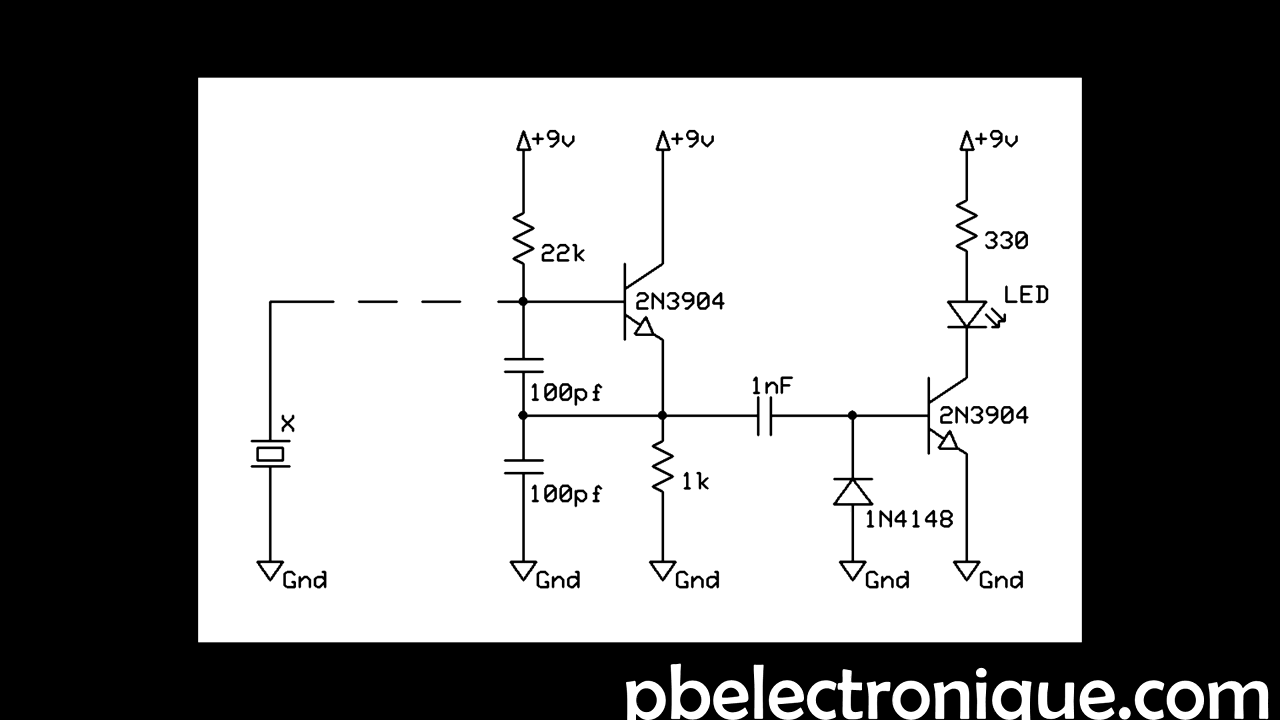 +9v
+9v
+9v
22k
330
2N3904
LED
100pf
1nF
X
2N3904
1k
100pf
1N4148
Gnd
Gnd
Gnd
Gnd
Gnd
pbelectronique.com